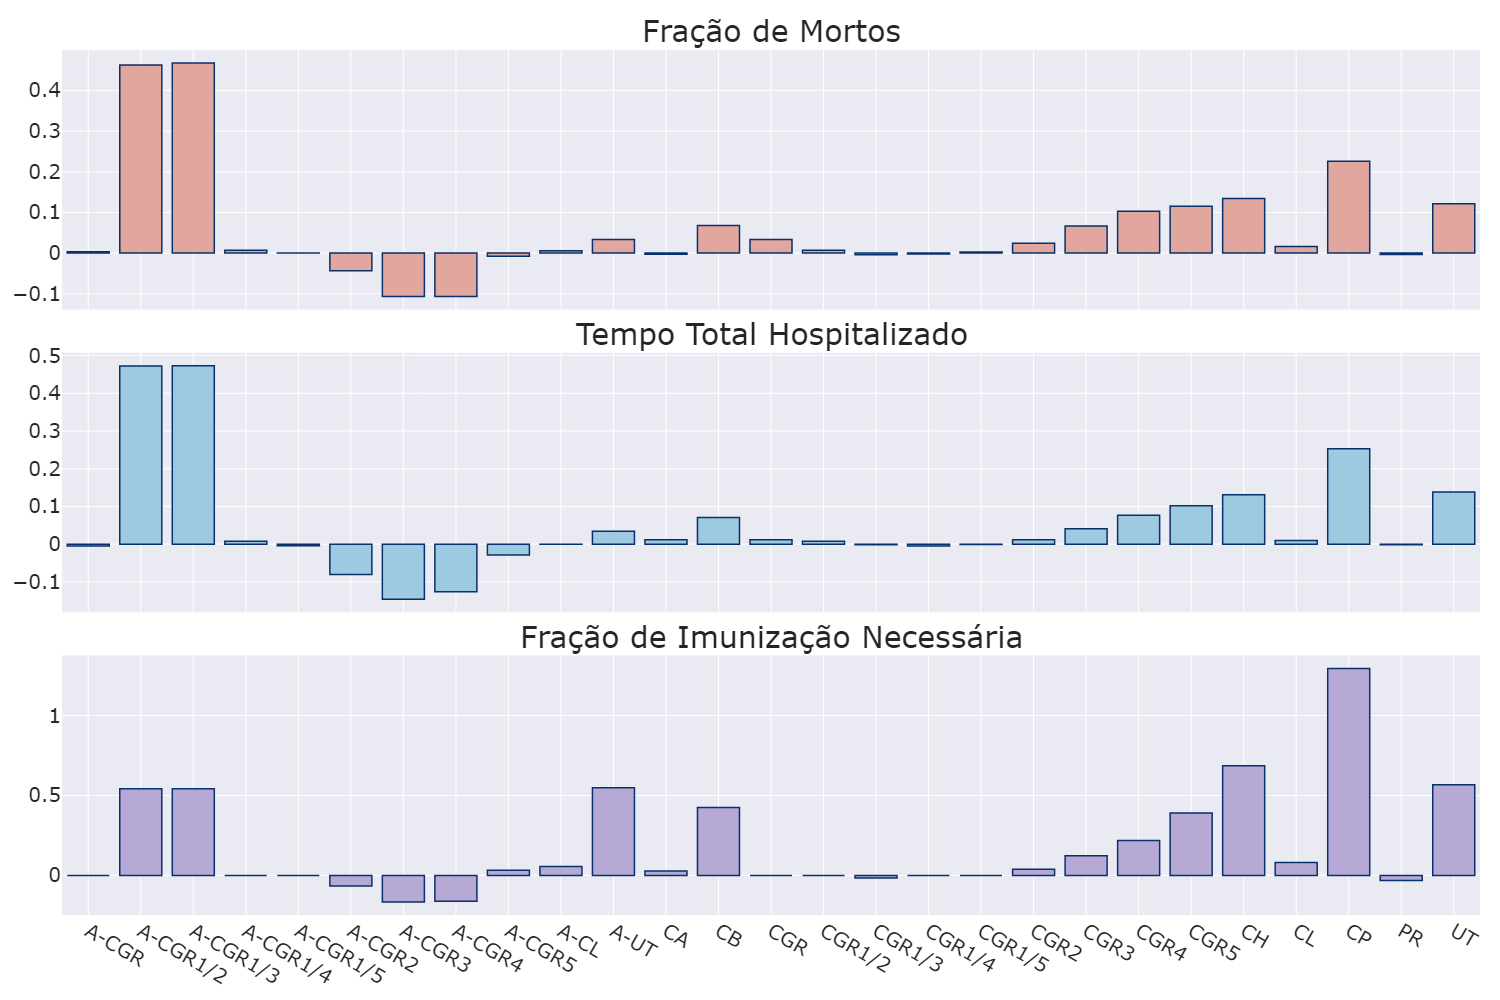 Fração de Mortos
0.4
0.3
0.2
0.1
0
−0.1
Tempo Total Hospitalizado
0.5
0.4
0.3
0.2
0.1
0
−0.1
Fração de Imunização Necessária
1
0.5
0
A-CGR
A-CGR1/2
A-CGR1/3
A-CGR1/4
A-CGR1/5
A-CGR2
A-CGR3
A-CGR4
A-CGR5
A-CL
A-UT
CA
CB
CGR
CGR1/2
CGR1/3
CGR1/4
CGR1/5
CGR2
CGR3
CGR4
CGR5
CH
CL
CP
PR
UT